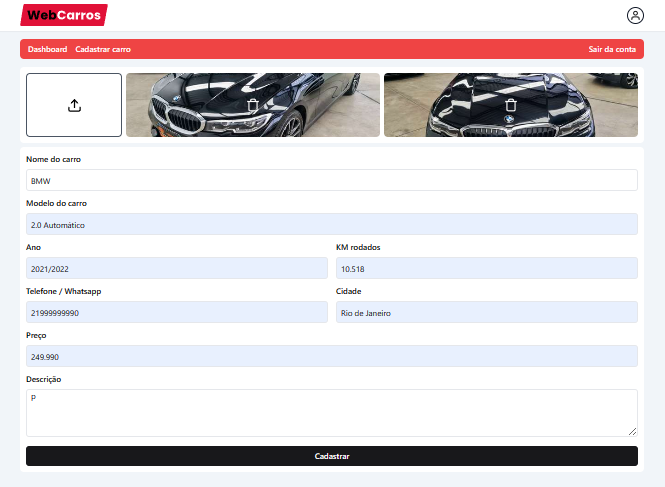 WebCarros
Dashboard Cadastrar carro Sair da conta
Nome do carro
BMW
Modelo do carro
2.0 Automático
Ano KM rodados
2021/2022 10.518
Telefone / Whatsapp Cidade
21999999990 Rio de Janeiro
Preço
249.990
Descrição
p
Cadastrar